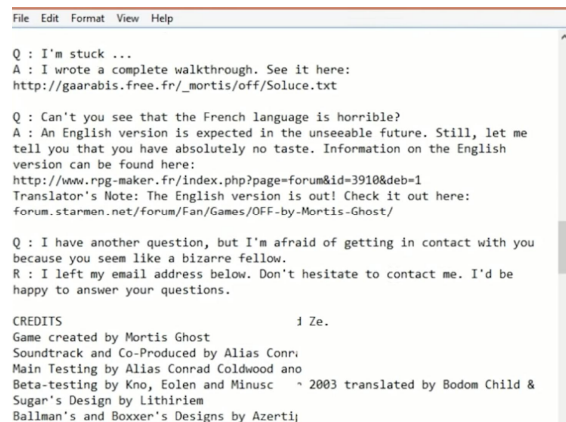 File Edit Format View Help
Q : I'm stuck ...
A : I wrote a complete walkthrough. See it here:
http://gaarabis.free.fr/_mortis/off/Soluce.txt
Q : Can't you see that the French language is horrible?
A : An English version is expected in the unseeable future. Still, let me
tell you that you have absolutely no taste. Information on the English
version can be found here:
http://www.rpg-maker.fr/index.php?page=forum&id=3910&deb=1
Translator's Note: The English version is out! Check it out here:
forum.starmen.net/forum/Fan/Games/OFF-by-Mortis-Ghost/
Q : I have another question, but I'm afraid of getting in contact with you
because you seem like a bizarre fellow.
R : I left my email address below. Don't hesitate to contact me. I'd be
happy to answer your questions.
CREDITS Ze.
Game created by Mortis Ghost
Soundtrack and Co-Produced by Alias Conr
Main Testing by Alias Conrad Coldwood ano
Beta-testing by Kno, Eolen and Minusc 2003 translated by Bodom Child &
Sugar's Design by Lithiriem
Ballman's and Boxxer's Designs by Azerti